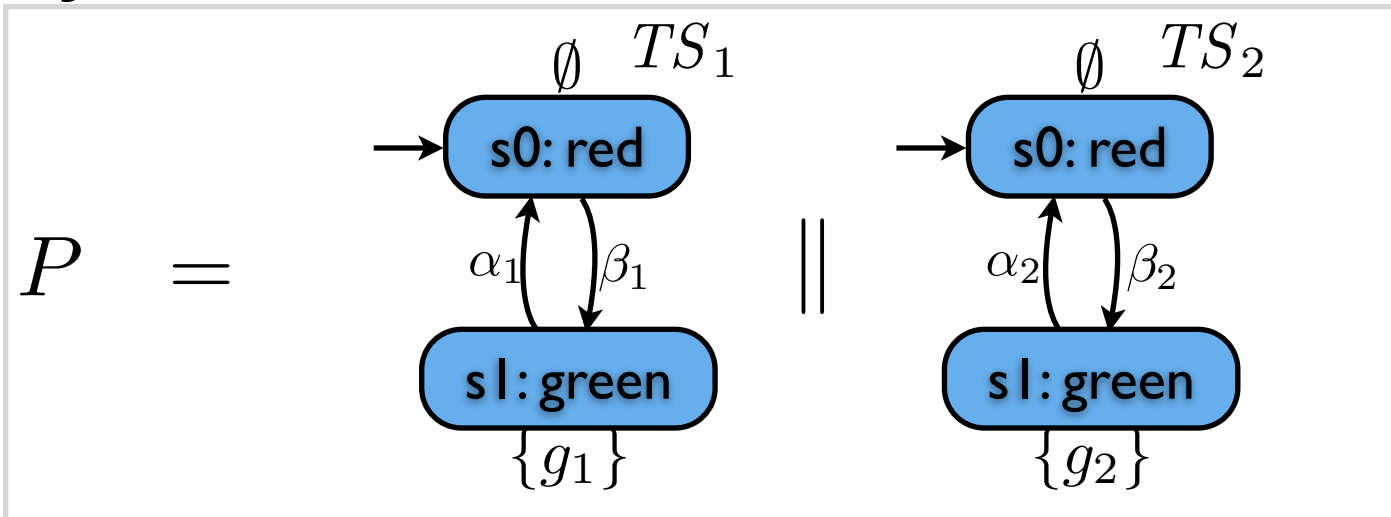 ∅ TS₁ ∅ TS₂
s0: red s0: red
P = α₁ β₁ || α₂ β₂
s1: green s1: green
{g₁} {g₂}